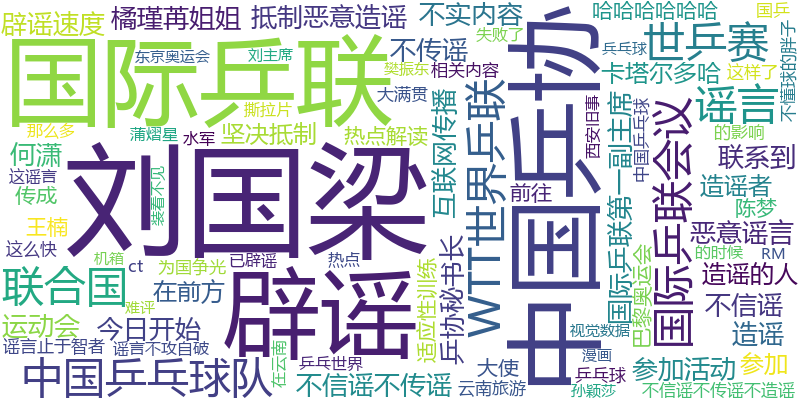 辟谣速度
橘瑾苒姐姐
抵制恶意造谣
不实内容
哈哈哈哈哈哈
国乒
东京奥运会
刘主席
不传谣
失败了
乒乓球
世乒赛
不懂球的胖子
国际乒联
樊振东
相关内容
卡塔尔多哈
这样了
撕拉片
大满贯
那么多
蒲熠星
水军
坚决抵制
热点解读
互联网传播
WTT世界乒联
中国乒协
西安旧事
国际乒联第一副主席
中国乒乓球
国际乒联会议
谣言
的影响
何潇
这谣言
传成
装看不见
刘国梁
联系到
造谣者
前往
王楠
陈梦
恶意谣言
这么快
机箱
ct
已辟谣
热点
为国争光
适应性训练
乒协秘书长
巴黎奥运会
的时候
RM
联合国
在前方
难评
辟谣
造谣的人
运动会
今日开始
不信谣
视觉数据
造谣
谣言止于智者
谣言不攻自破
在云南
乒乓世界
大使
漫画
参加活动
参加
中国乒乓球队
不信谣不传谣
云南旅游
乒乓球
孙颖莎
不信谣不传谣不造谣